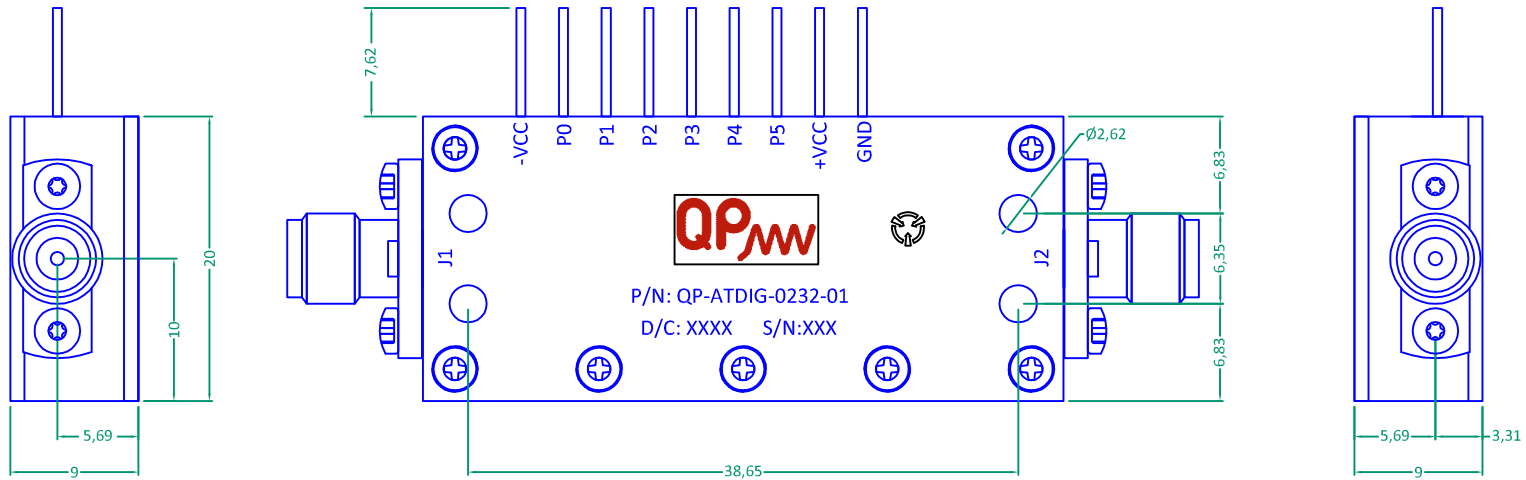 7,62
-VCC
P0
P1
P2
P3
P4
P5
+VCC
GND
Ø2,62
6,83
6,35
6,83
20
10
J1
J2
QPMW
P/N: QP-ATDIG-0232-01
D/C: XXXX S/N:XXX
5,69
9
38,65
5,69
3,31
9